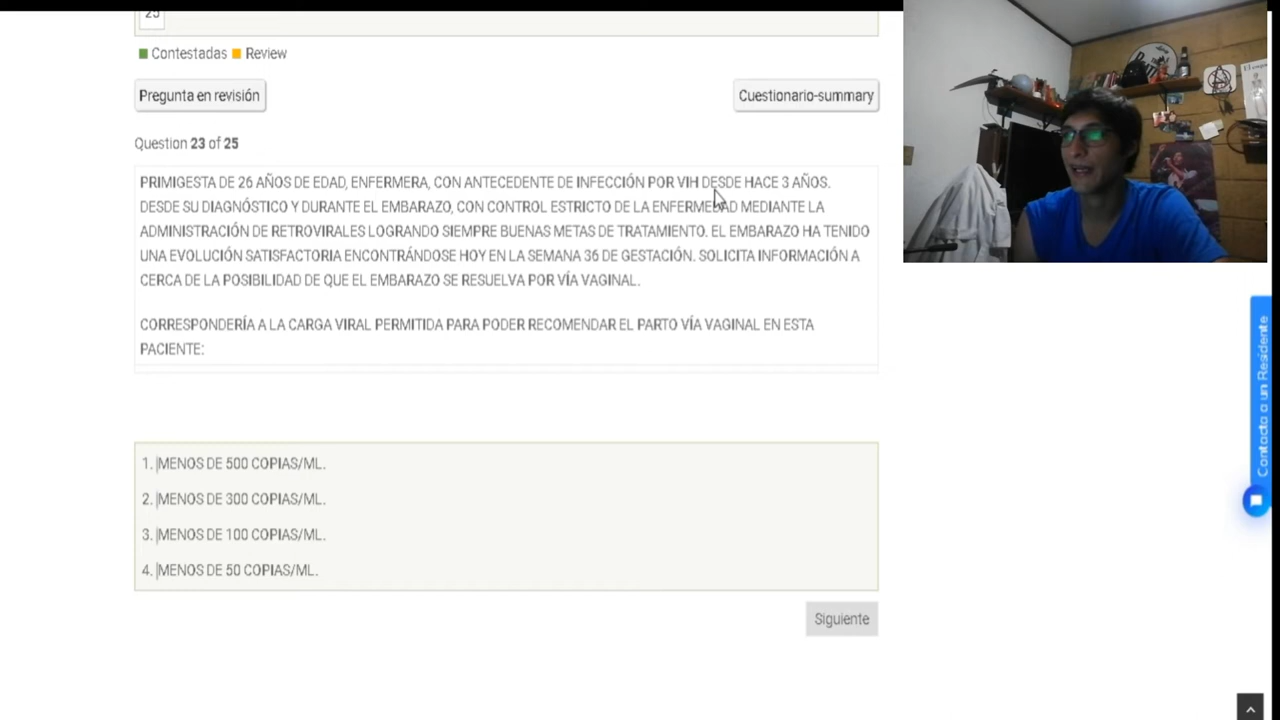 25
Contestadas Review
Pregunta en revisión
Cuestionario-summary
Question 23 of 25
PRIMIGESTA DE 26 AÑOS DE EDAD, ENFERMERA, CON ANTECEDENTE DE INFECCIÓN POR VIH DESDE HACE 3 AÑOS.
DESDE SU DIAGNÓSTICO Y DURANTE EL EMBARAZO, CON CONTROL ESTRICTO DE LA ENFERMEDAD MEDIANTE LA
ADMINISTRACIÓN DE RETROVIRALES LOGRANDO SIEMPRE BUENAS METAS DE TRATAMIENTO. EL EMBARAZO HA TENIDO
UNA EVOLUCIÓN SATISFACTORIA ENCONTRÁNDOSE HOY EN LA SEMANA 36 DE GESTACIÓN. SOLICITA INFORMACIÓN A
CERCA DE LA POSIBILIDAD DE QUE EL EMBARAZO SE RESUELVA POR VÍA VAGINAL.
CORRESPONDERÍA A LA CARGA VIRAL PERMITIDA PARA PODER RECOMENDAR EL PARTO VÍA VAGINAL EN ESTA
PACIENTE:
1. MENOS DE 500 COPIAS/ML.
2. MENOS DE 300 COPIAS/ML.
3. MENOS DE 100 COPIAS/ML.
4. MENOS DE 50 COPIAS/ML.
Siguiente
Contacta a un Residente